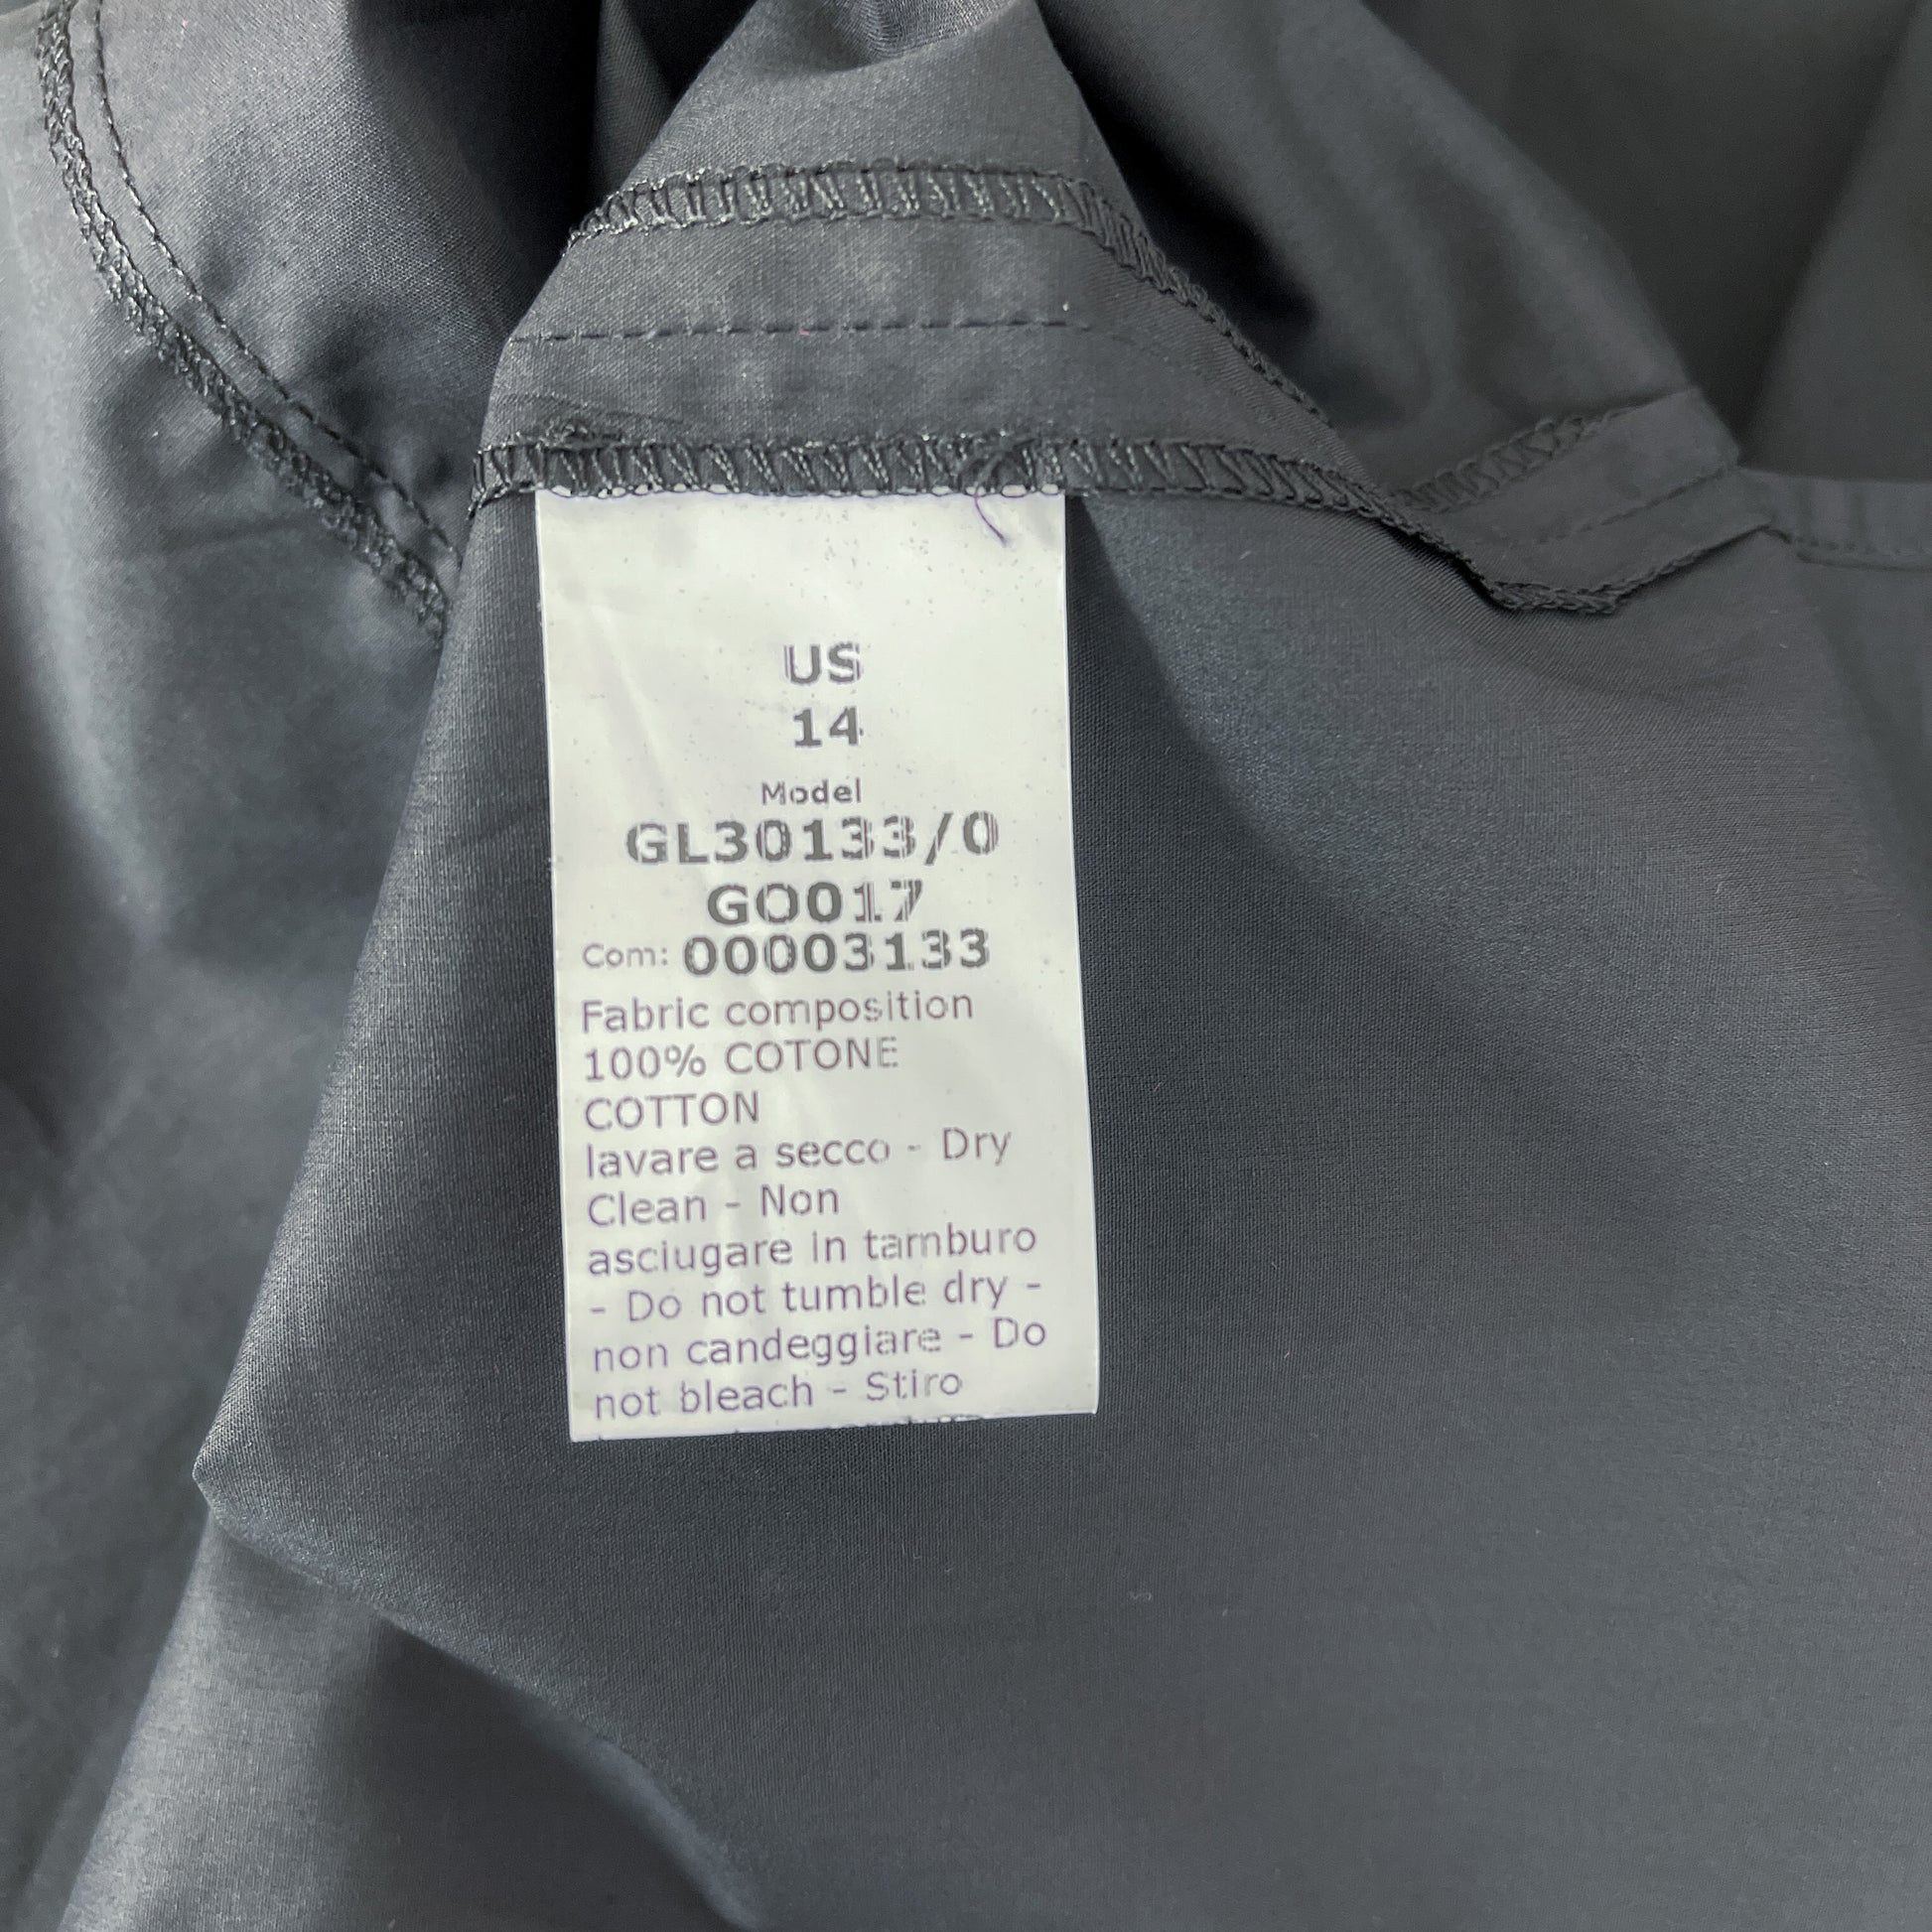 US
14
Model
GL30133/0
GO017
Com: 00003133
Fabric composition
100% COTONE
COTTON
lavare a secco - Dry
Clean - Non
asciugare in tamburo
- Do not tumble dry -
non candeggiare - Do
not bleach - Stiro